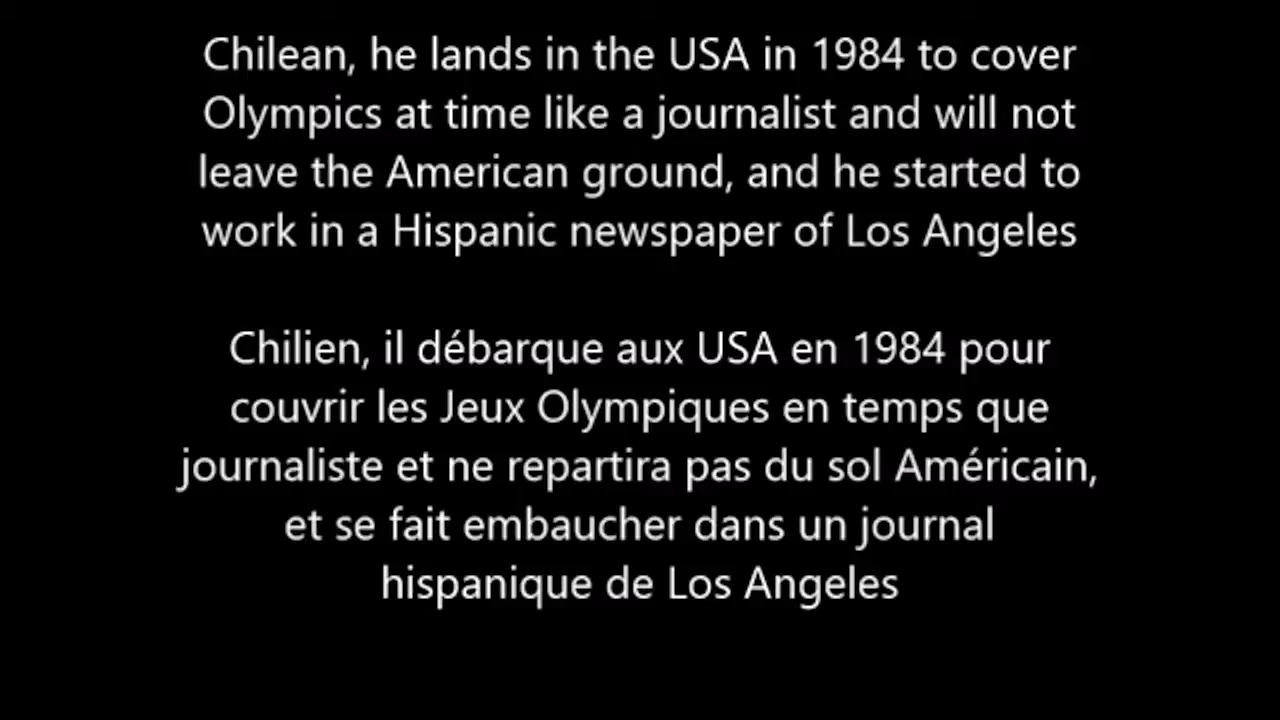 Chilean, he lands in the USA in 1984 to cover
Olympics at time like a journalist and will not
leave the American ground, and he started to
work in a Hispanic newspaper of Los Angeles
Chilien, il débarque aux USA en 1984 pour
couvrir les Jeux Olympiques en temps que
journaliste et ne repartira pas du sol Américain,
et se fait embaucher dans un journal
hispanique de Los Angeles